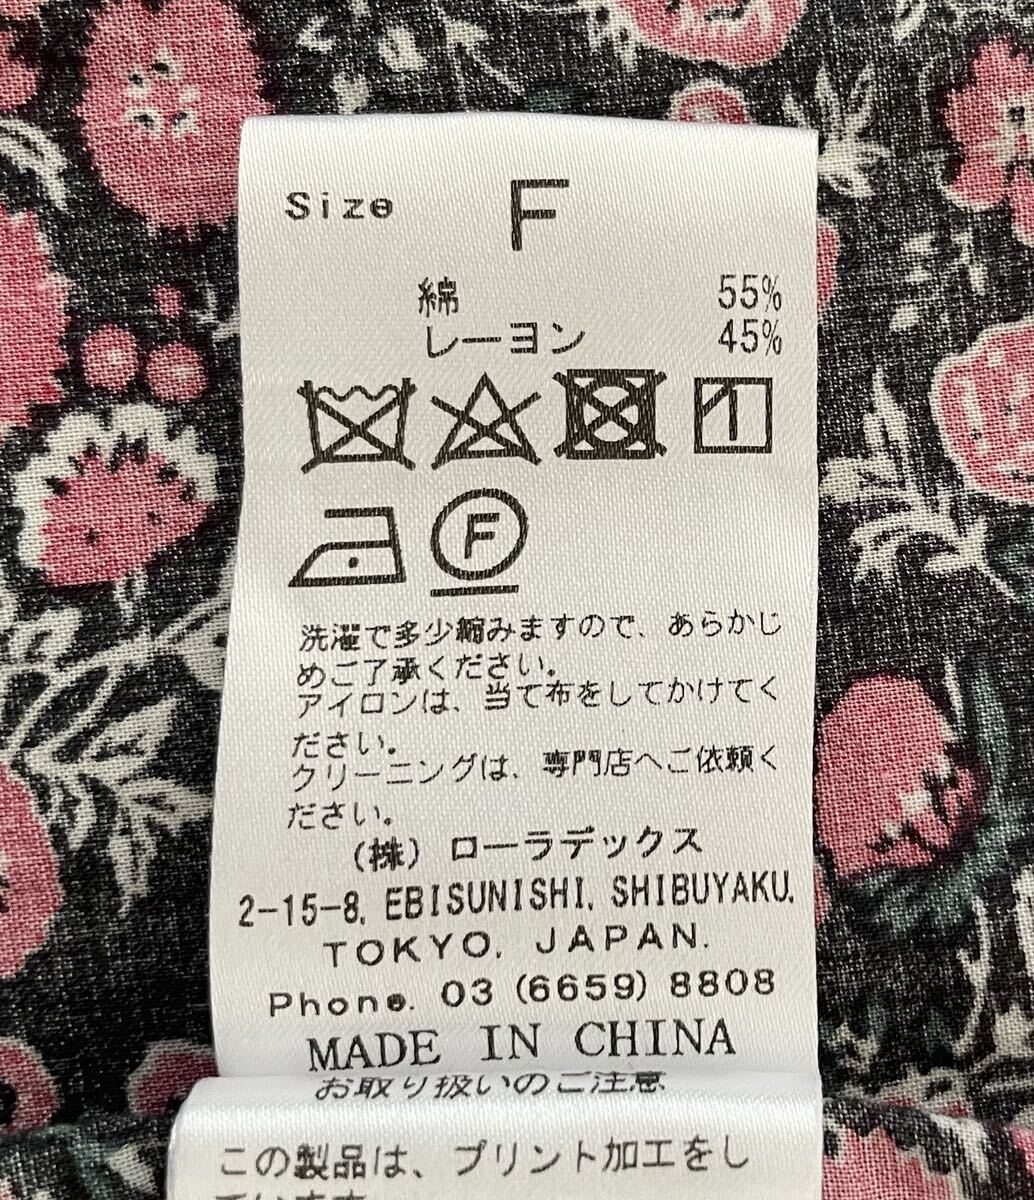 Size F
綿 55%
レーヨン 45%
F
洗濯で多少縮みますので、あらかじ
めご了承ください。
アイロンは、当て布をしてかけてく
ださい。
クリーニングは、専門店へご依頼く
ださい。
(株) ローラデックス
2-15-8, EBISUNISHI, SHIBUYAKU,
TOKYO, JAPAN.
Phone. 03 (6659) 8808
MADE IN CHINA
お取り扱いのご注意
この製品は、プリント加工をし